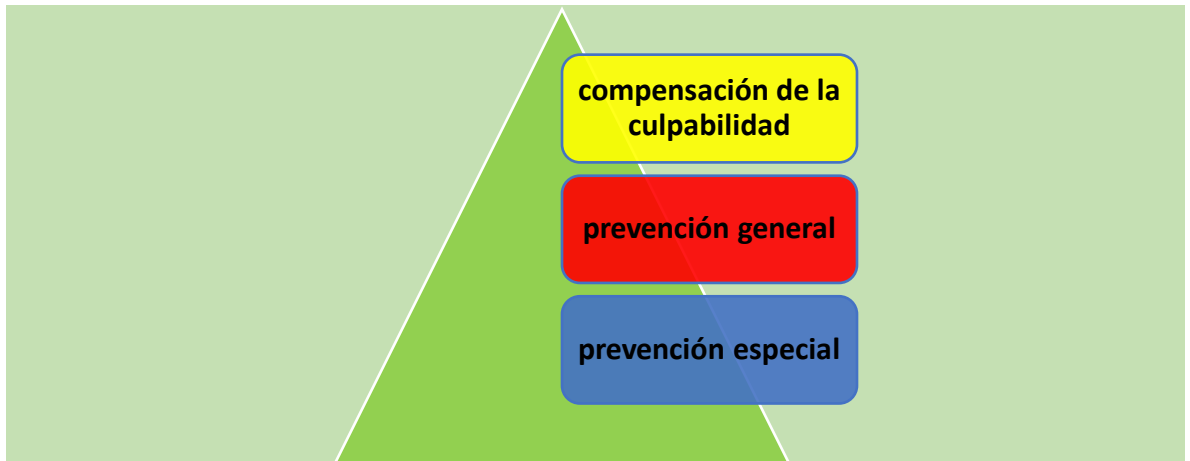 compensación de la
culpabilidad
prevención general
prevención especial